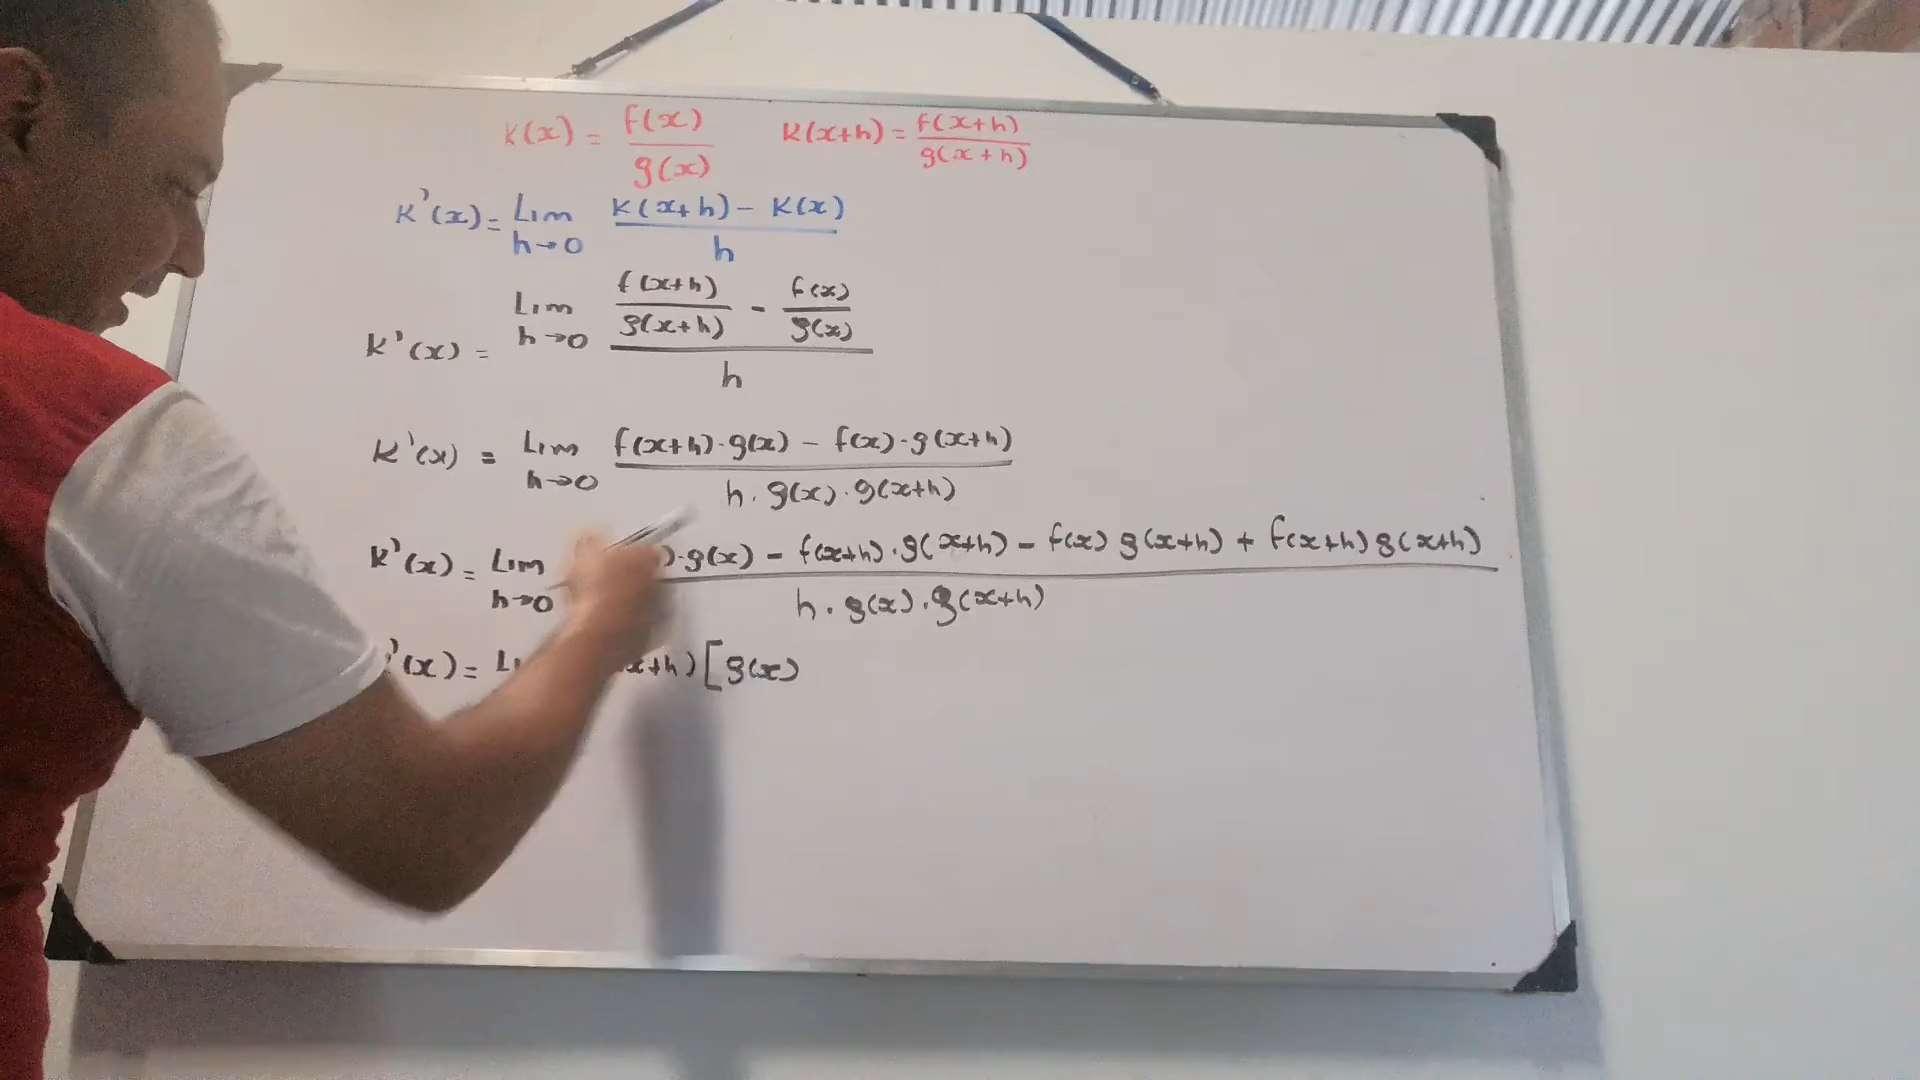 K(x) = f(x)/g(x) K(x+h) = f(x+h)/g(x+h)
K'(x) = Lim h→0 K(x+h) - K(x) / h
K'(x) = Lim h→0 f(x+h)/g(x+h) - f(x)/g(x) / h
K'(x) = Lim h→0 f(x+h)·g(x) - f(x)·g(x+h) / h·g(x)·g(x+h)
K'(x) = Lim h→0 )·g(x) - f(x+h)·g(x+h) - f(x) g(x+h) + f(x+h) g(x+h) / h·g(x)·g(x+h)
'(x) = x+h) [g(x)